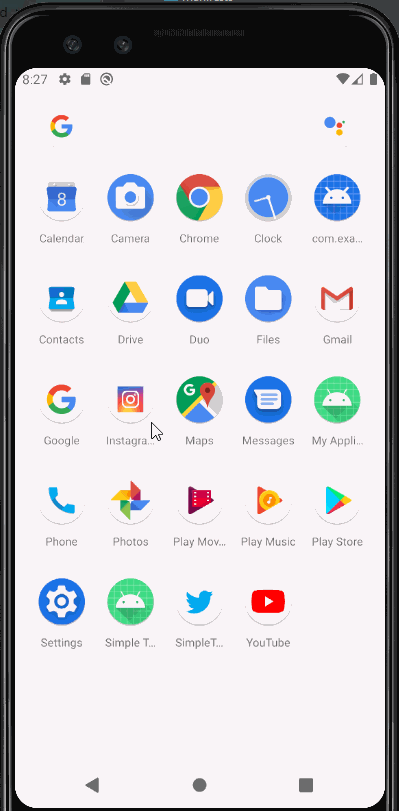 8:27
8
Calendar Camera Chrome Clock com.exa...
Contacts Drive Duo Files Gmail
Google Instagra... Maps Messages My Appli...
Phone Photos Play Mov... Play Music Play Store
Settings Simple T... SimpleT... YouTube